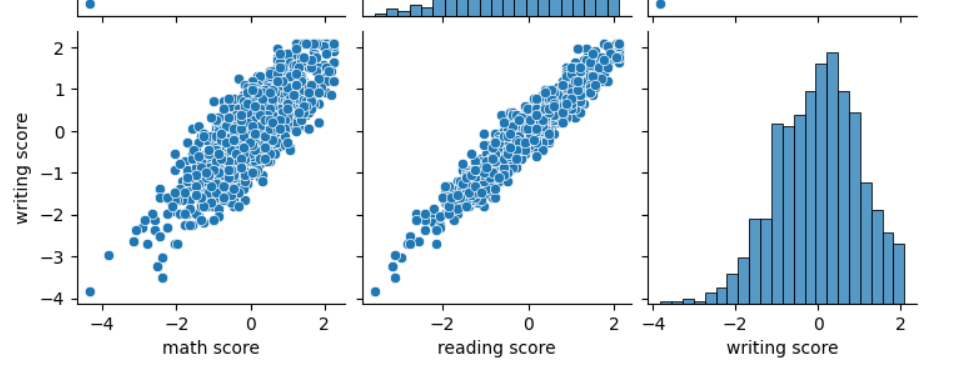 2
1
0
−1
−2
−3
−4
writing score
−4 −2 0 2
−2 0 2
−4 −2 0 2
math score
reading score
writing score